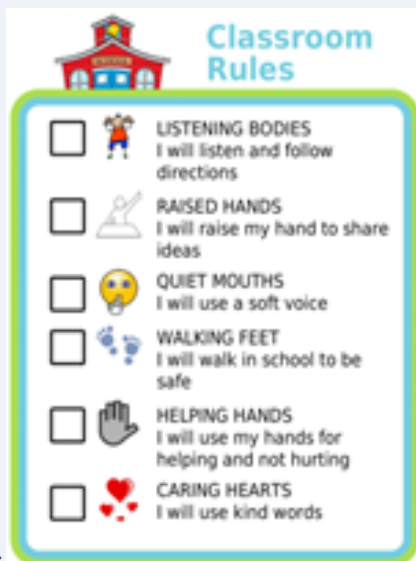 Classroom
Rules
LISTENING BODIES
I will listen and follow
directions
RAISED HANDS
I will raise my hand to share
ideas
QUIET MOUTHS
I will use a soft voice
WALKING FEET
I will walk in school to be
safe
HELPING HANDS
I will use my hands for
helping and not hurting
CARING HEARTS
I will use kind words